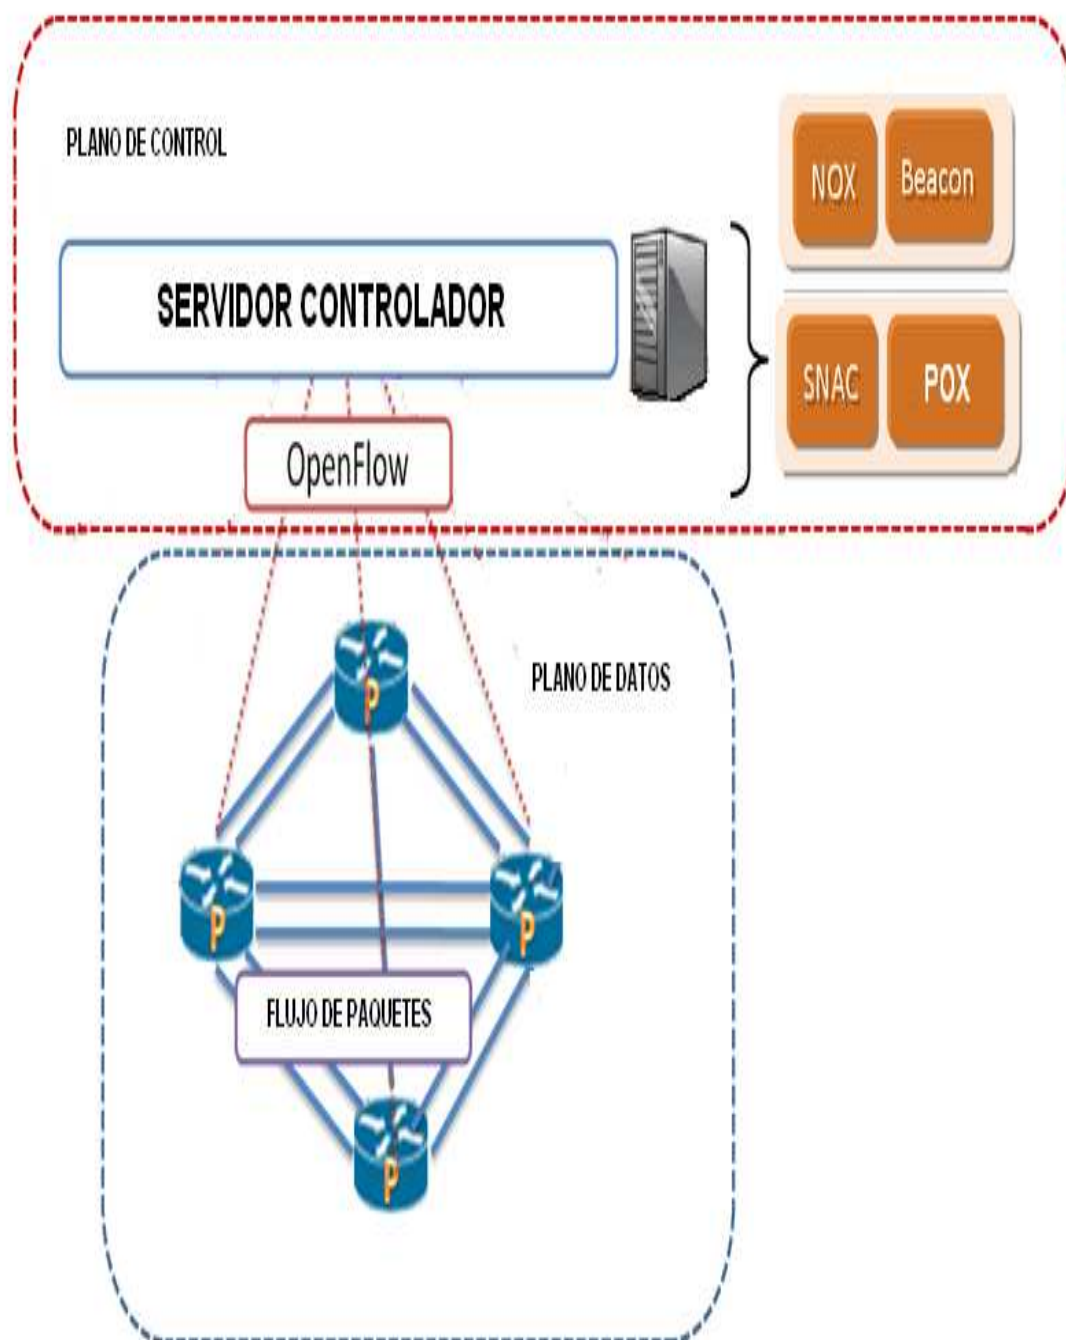 PLANO DE CONTROL
NOX
Beacon
SERVIDOR CONTROLADOR
SNAC
POX
OpenFlow
PLANO DE DATOS
P
P
P
FLUJO DE PAQUETES
P